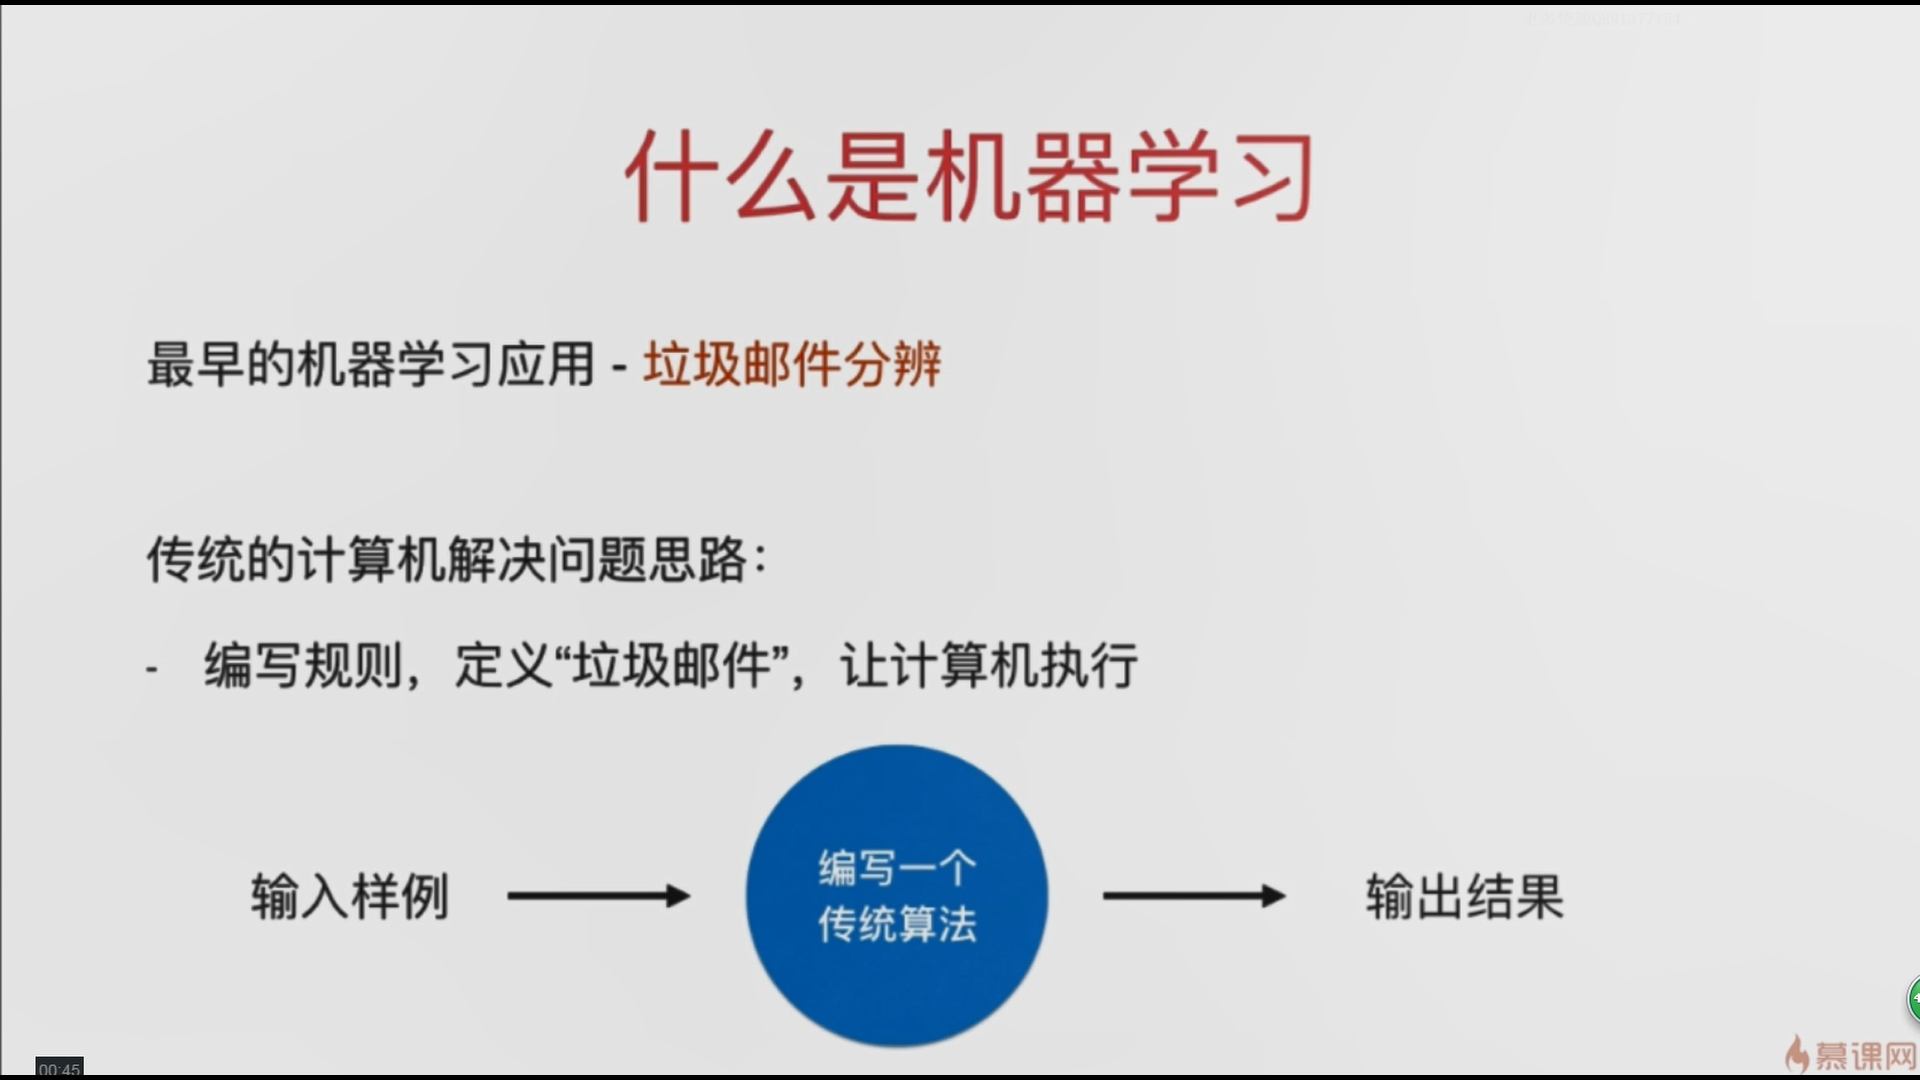 什么是机器学习
最早的机器学习应用 - 垃圾邮件分辨
传统的计算机解决问题思路：
- 编写规则，定义“垃圾邮件”，让计算机执行
输入样例
编写一个
传统算法
输出结果
慕课网
00:45